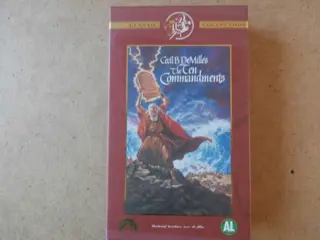 CLASSIC COLLECTION
Cecil B. DeMille's
The Ten
Commandments
AL